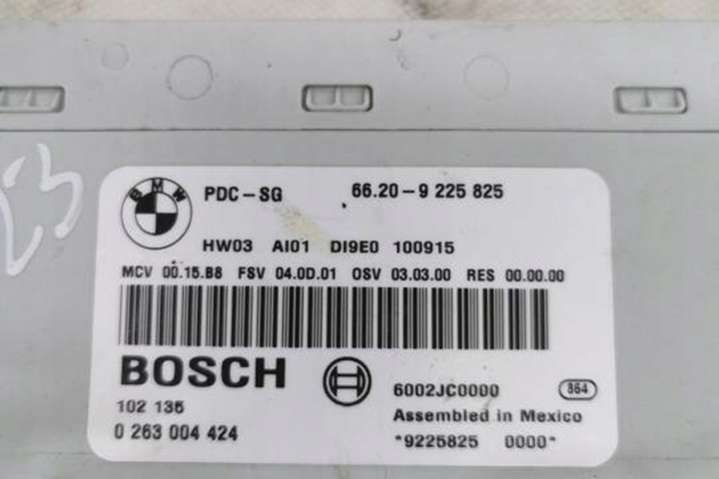 BMW
PDC-SG 66.20-9 225 825
HW03 AI01 DI9E0 100915
MCV 00.15.B8 FSV 04.0D.01 OSV 03.03.00 RES 00.00.00
BOSCH
6002JC0000 864
102 135 Assembled in Mexico
0 263 004 424 *9225825 0000*